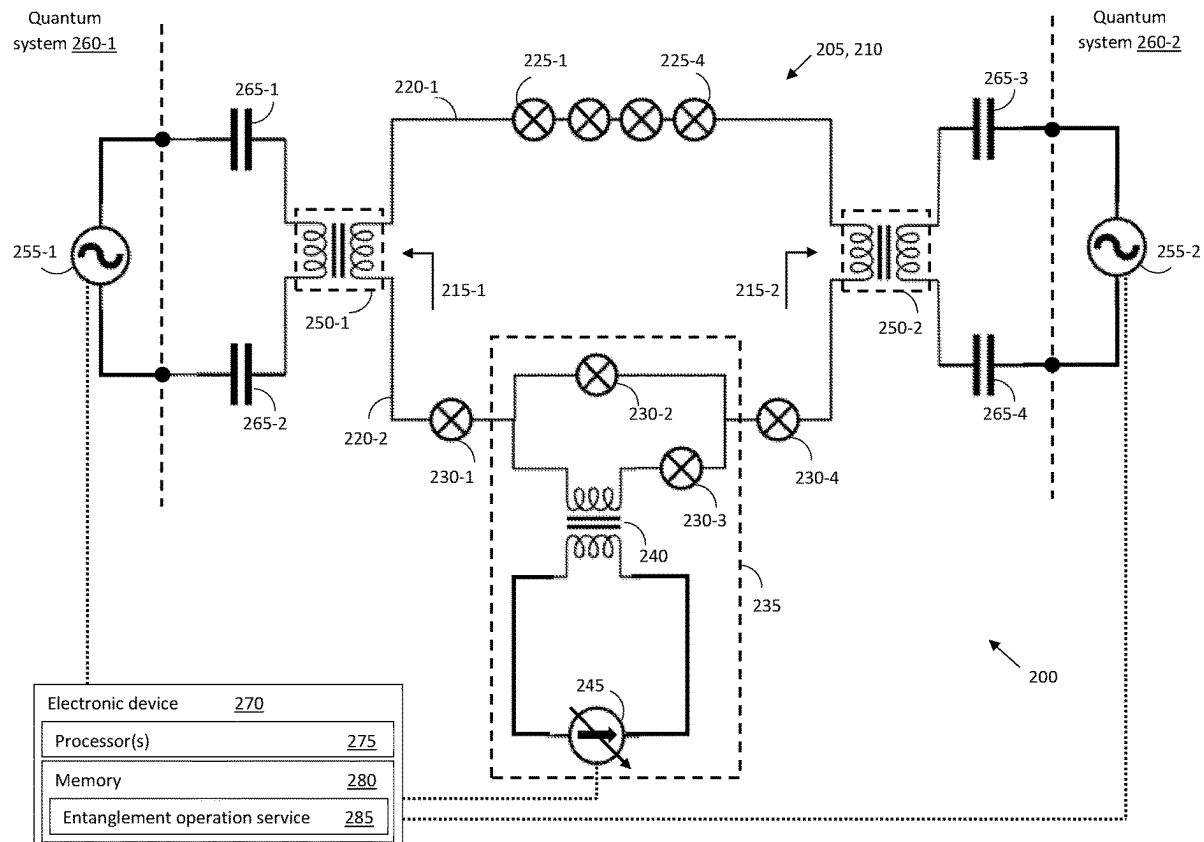 Quantum
system 260-1
Quantum
system 260-2
205, 210
225-1
225-4
265-1
265-3
220-1
255-1
255-2
215-1
215-2
250-1
250-2
265-2
220-2
230-1
230-2
230-3
230-4
265-4
240
235
200
245
Electronic device 270
Processor(s) 275
Memory 280
Entanglement operation service 285